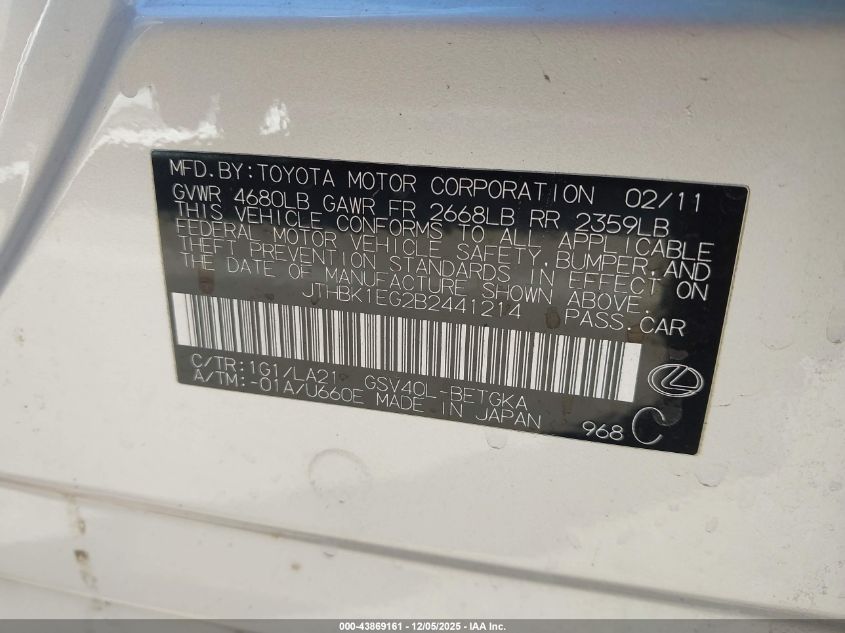 MFD.BY:TOYOTA MOTOR CORPORATION 02/11
GVWR 4680LB GAWR FR 2668LB RR 2359LB
THIS VEHICLE CONFORMS TO ALL APPLICABLE
FEDERAL MOTOR VEHICLE SAFETY,BUMPER,AND
THEFT PREVENTION STANDARDS IN EFFECT ON
THE DATE OF MANUFACTURE SHOWN ABOVE.
JTHBK1EG2B2441214 PASS.CAR
C/TR:1G1/LA21 GSV40L-BETGKA
A/TM:-01A/U660E MADE IN JAPAN
968 C
000-43869161 - 12/05/2025 - IAA Inc.